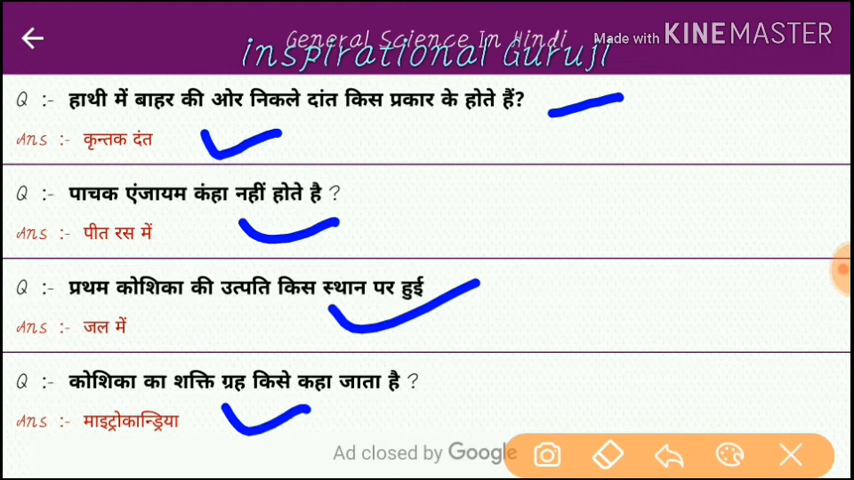 General Science In Hindi
inspirational Guruji
Made with KINEMASTER
Q :- हाथी में बाहर की ओर निकले दांत किस प्रकार के होते हैं?
Ans :- कृन्तक दंत
Q :- पाचक एंजायम कंहा नहीं होते है ?
Ans :- पीत रस में
Q :- प्रथम कोशिका की उत्पति किस स्थान पर हुई
Ans :- जल में
Q :- कोशिका का शक्ति ग्रह किसे कहा जाता है ?
Ans :- माइट्रोकान्ड्रिया
Ad closed by Google